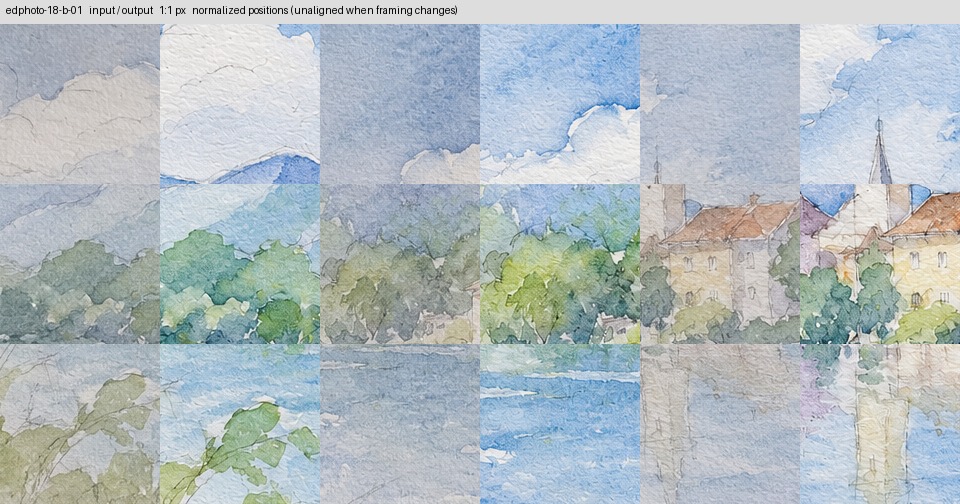 edphoto-18-b-01 input / output 1:1 px normalized positions (unaligned when framing changes)